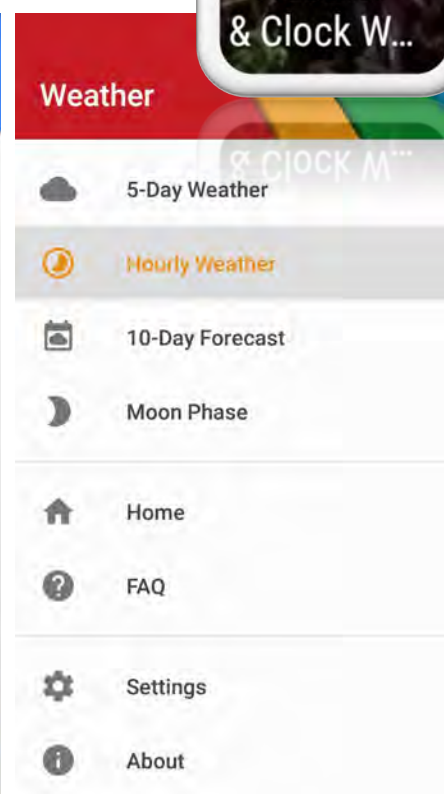 & Clock W...
Weather
5-Day Weather
Hourly Weather
10-Day Forecast
Moon Phase
Home
FAQ
Settings
About